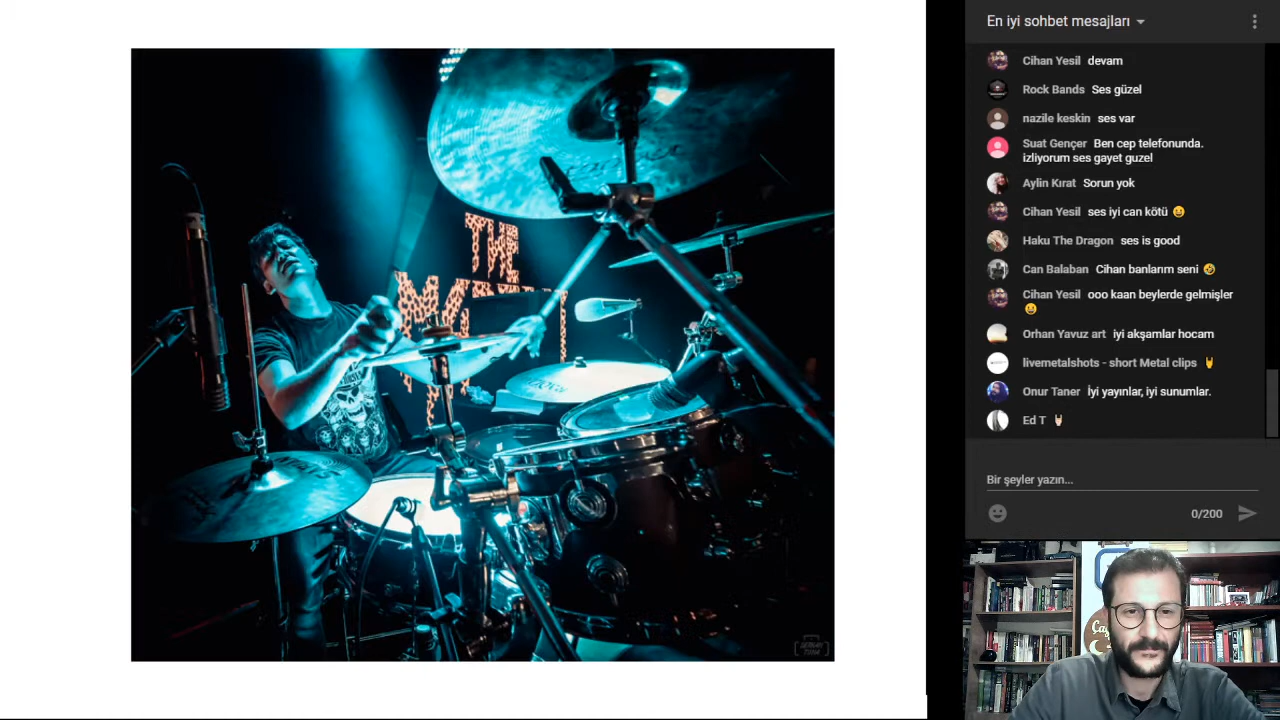 THE
En iyi sohbet mesajları
Cihan Yesil devam
Rock Bands Ses güzel
nazile keskin ses var
Suat Gençer Ben cep telefonunda.
izliyorum ses gayet guzel
Aylin Kırat Sorun yok
Cihan Yesil ses iyi can kötü 😆
Haku The Dragon ses is good
Can Balaban Cihan banlarım seni 🤣
Cihan Yesil ooo kaan beylerde gelmişler
😆
Orhan Yavuz art iyi akşamlar hocam
livemetalshots - short Metal clips 🤘
Onur Taner İyi yayınlar, iyi sunumlar.
Ed T 🤘🏻
Bir şeyler yazın...
0/200